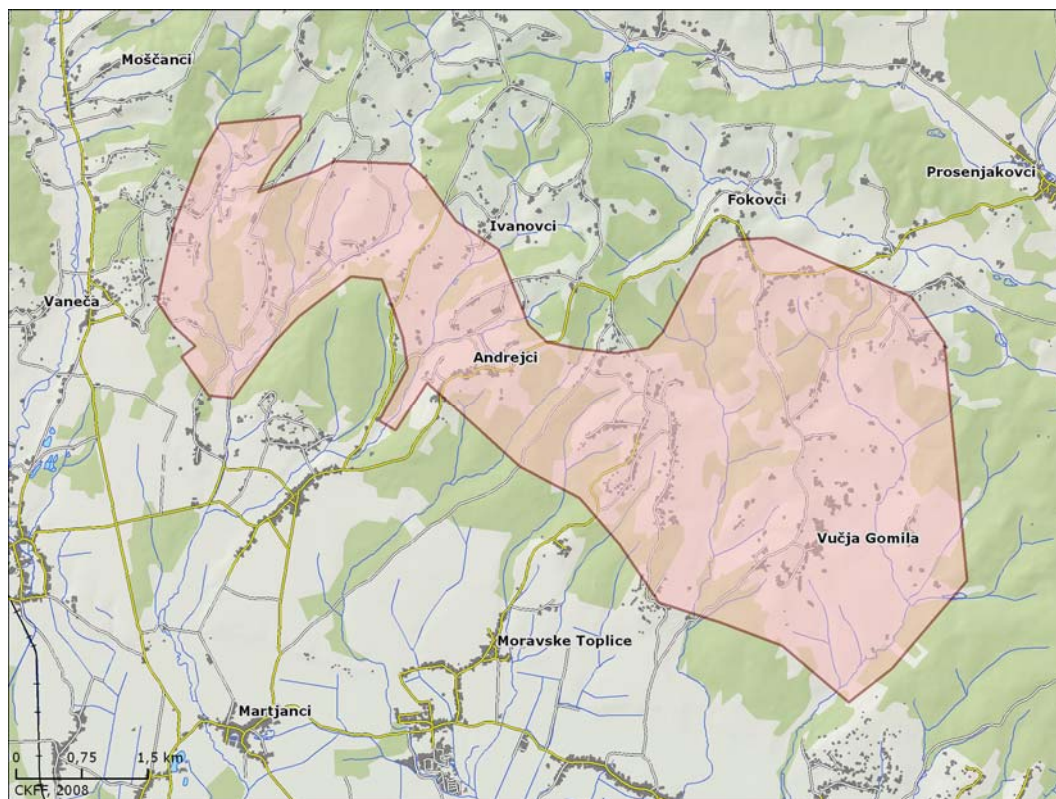 Moščanci
Prosenjakovci
Fokovci
Ivanovci
Vaneča
Andrejci
Vučja Gomila
Moravske Toplice
Martjanci
0 0,75 1,5 km
CKFF, 2008